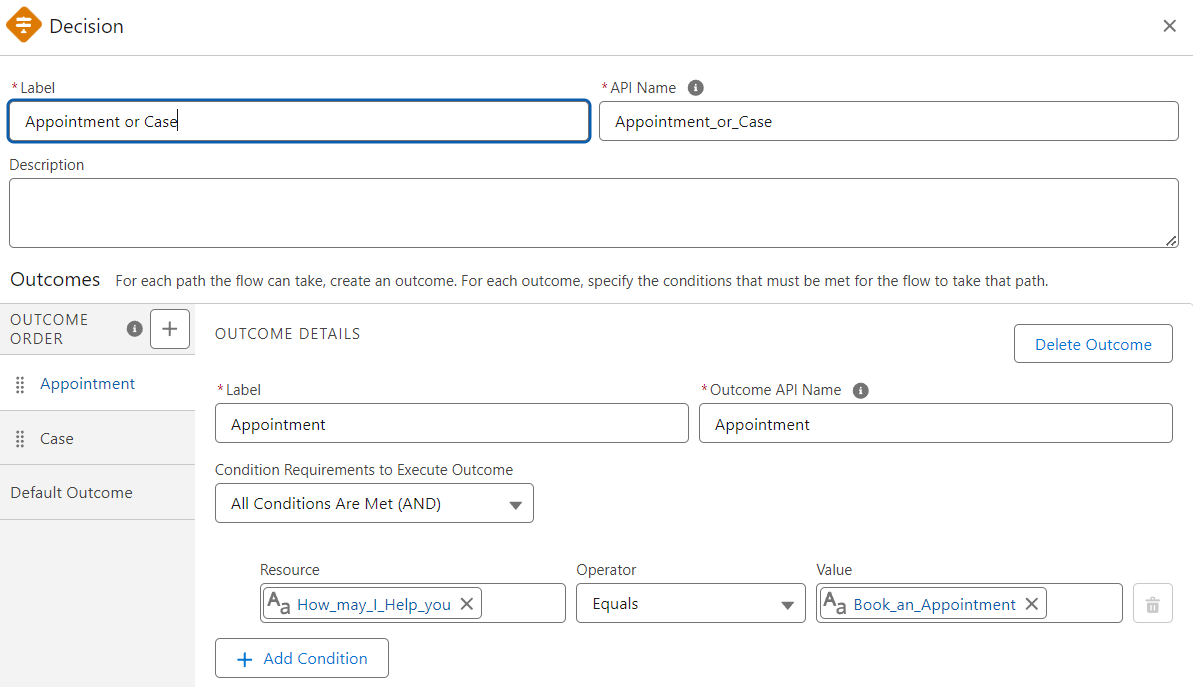 Decision
* Label
* API Name
Appointment or Case
Appointment_or_Case
Description
Outcomes For each path the flow can take, create an outcome. For each outcome, specify the conditions that must be met for the flow to take that path.
OUTCOME
ORDER
OUTCOME DETAILS
Delete Outcome
Appointment
Case
Default Outcome
* Label
* Outcome API Name
Appointment
Appointment
Condition Requirements to Execute Outcome
All Conditions Are Met (AND)
Resource
Operator
Value
Aa How_may_I_Help_you
Equals
Aa Book_an_Appointment
+ Add Condition